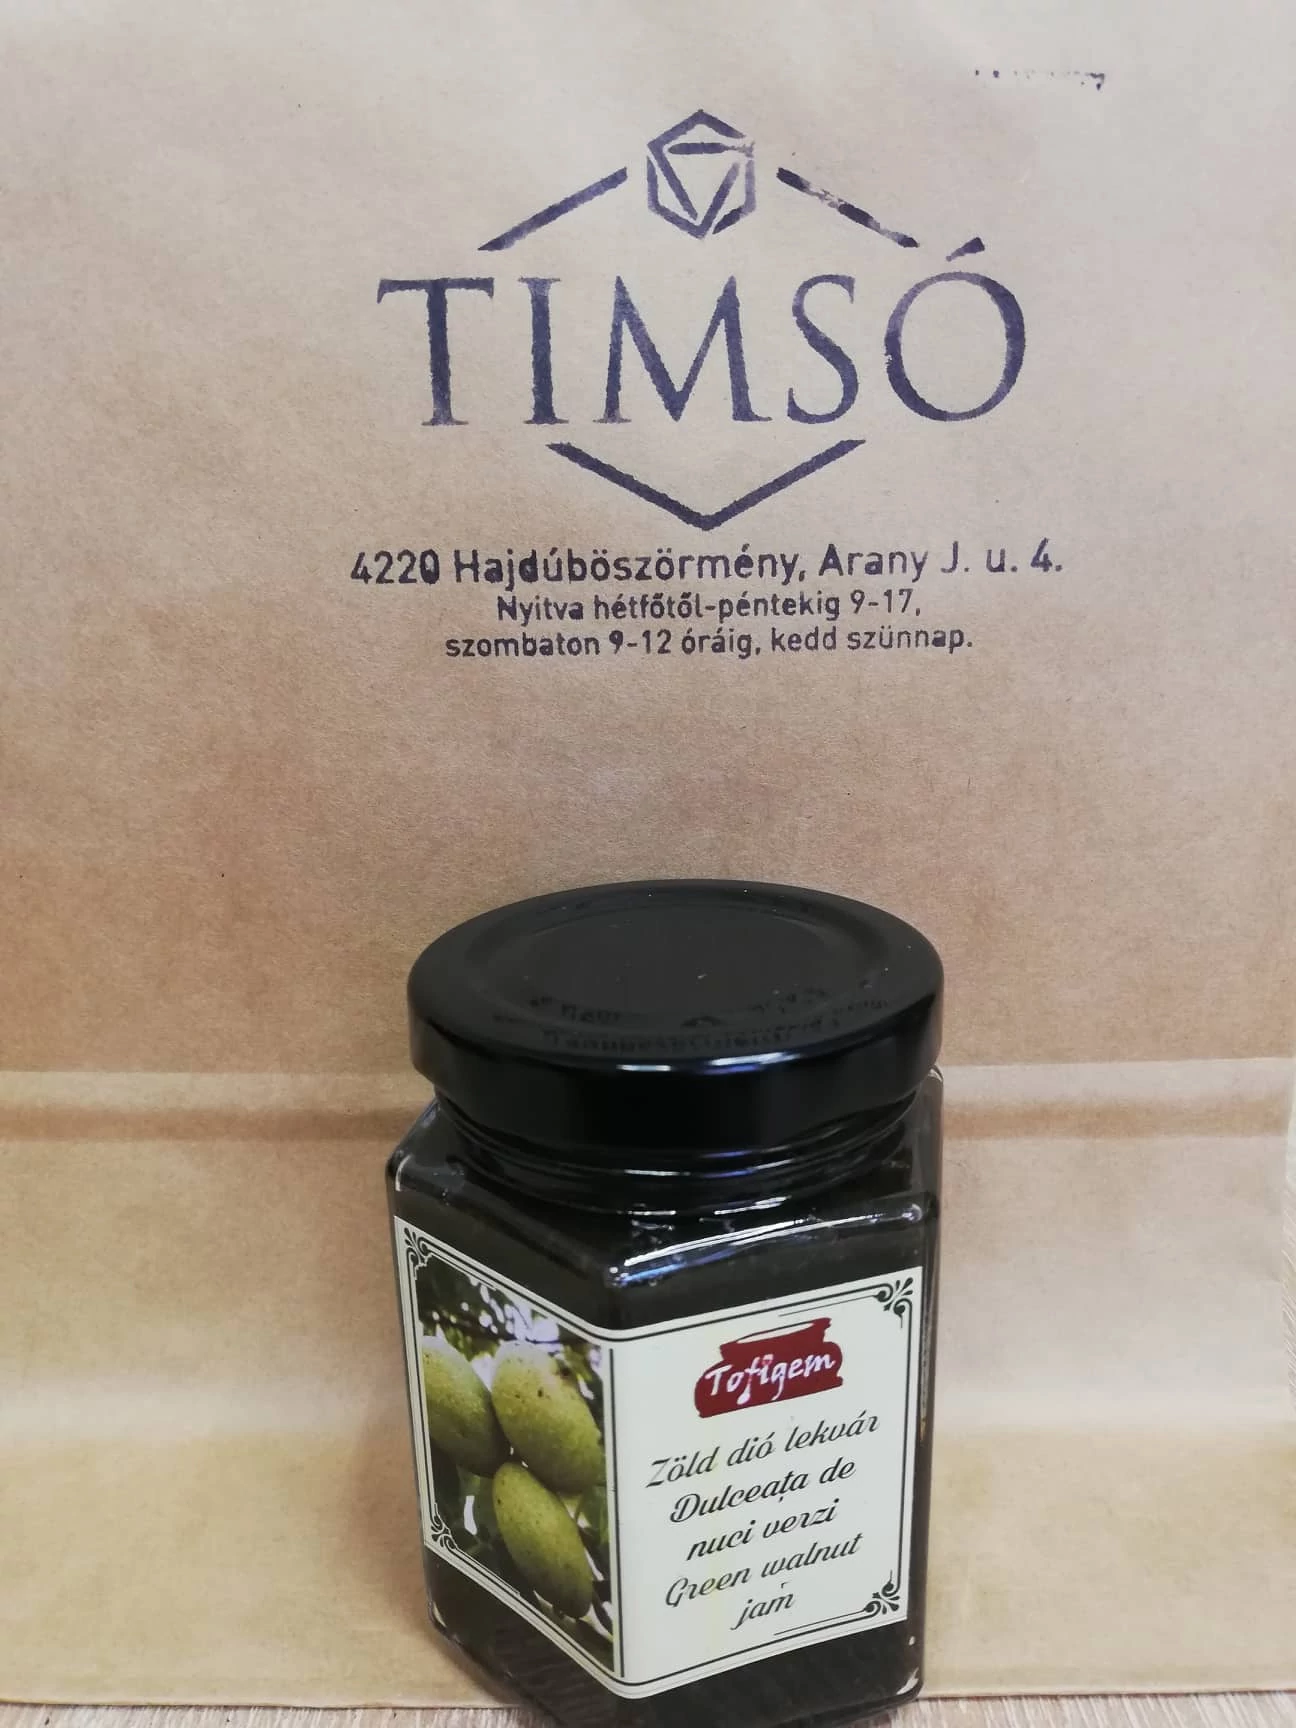 TIMSÓ
4220 Hajdúböszörmény, Arany J. u. 4.
Nyitva hétfőtől-péntekig 9-17,
szombaton 9-12 óráig, kedd szünnap.
Tofigem
Zöld dió lekvár
Dulceața de
nuci verzi
Green walnut
jam